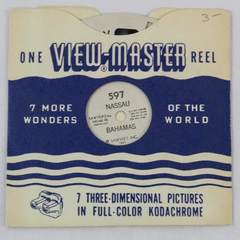 3-
ONE VIEW-MASTER REEL
597
NASSAU
BAHAMAS
7 MORE WONDERS
OF THE WORLD
7 THREE-DIMENSIONAL PICTURES
IN FULL-COLOR KODACHROME